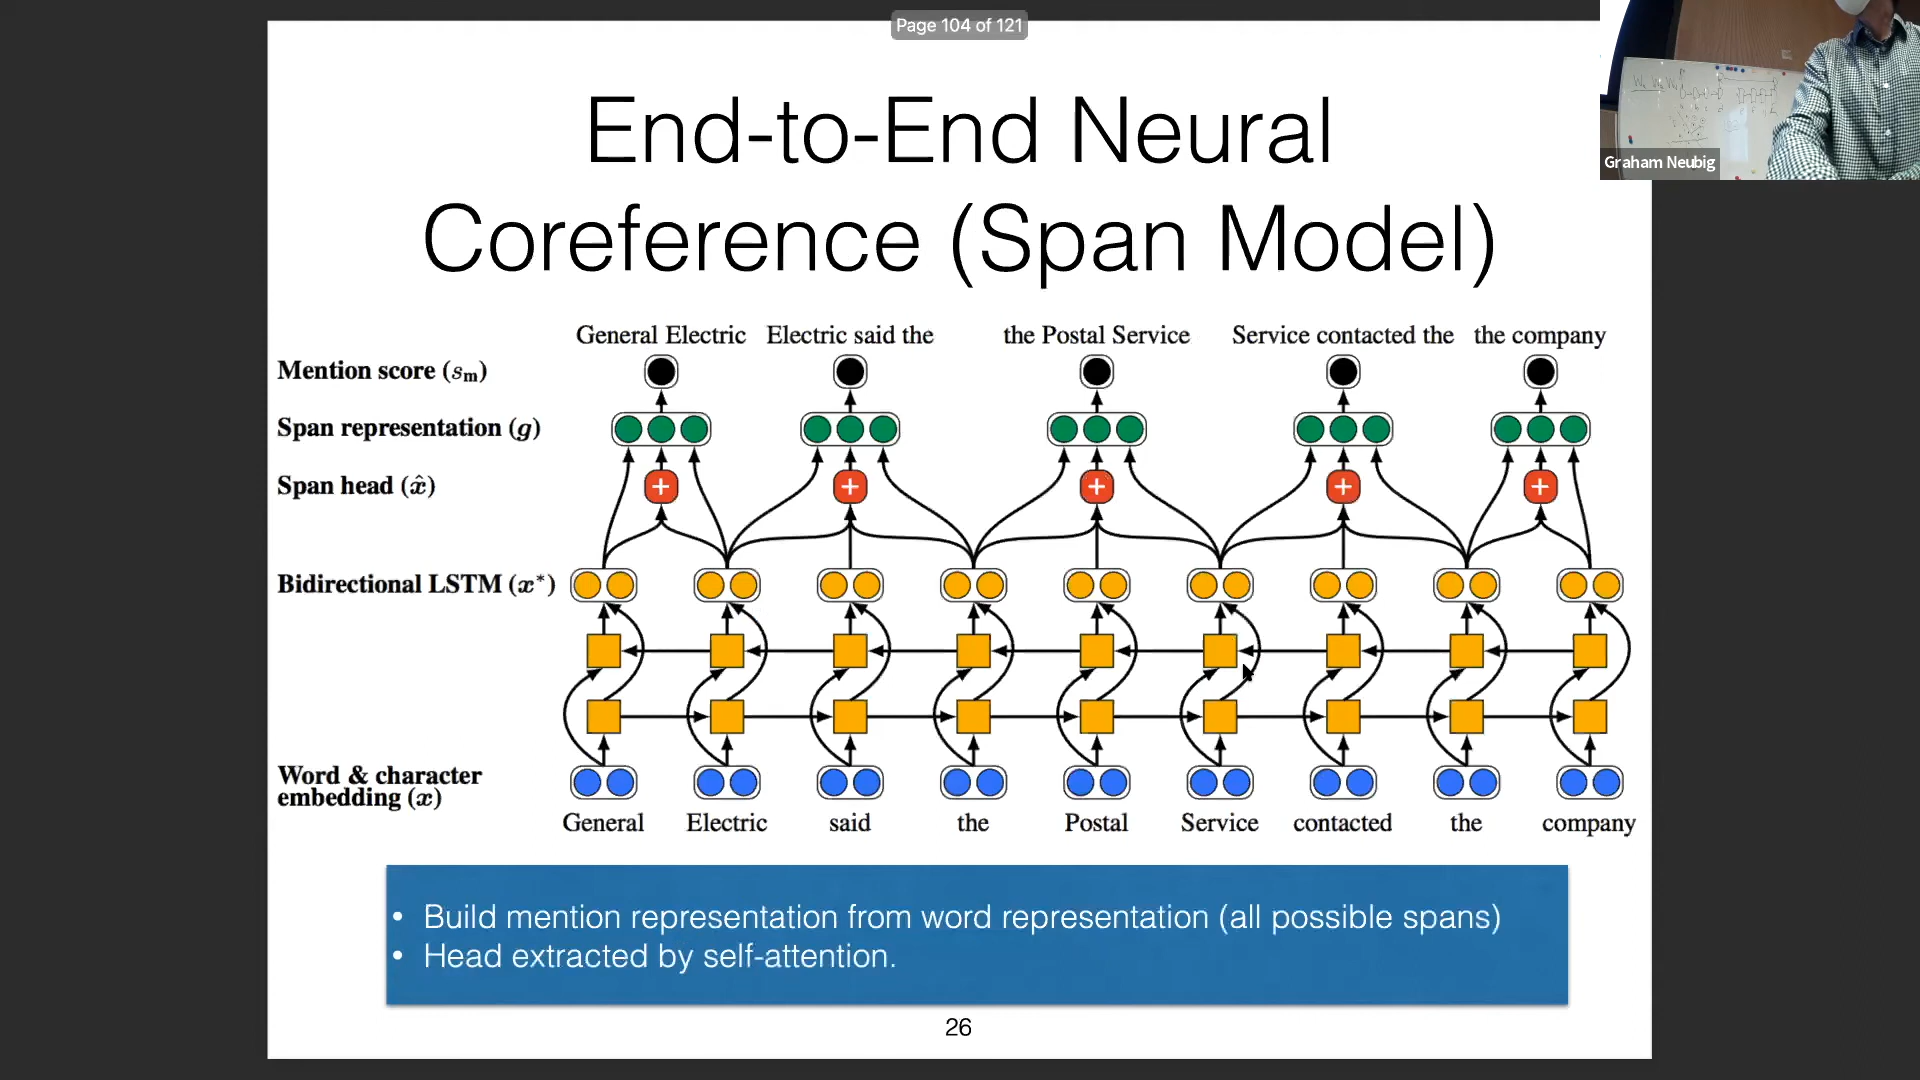 Page 104 of 121
End-to-End Neural
Coreference (Span Model)
Graham Neubig
General Electric Electric said the the Postal Service Service contacted the the company
Mention score (sm)
Span representation (g)
Span head (x̂)
+ + + + +
Bidirectional LSTM (x*)
Word & character
embedding (x)
General Electric said the Postal Service contacted the company
• Build mention representation from word representation (all possible spans)
• Head extracted by self-attention.
26